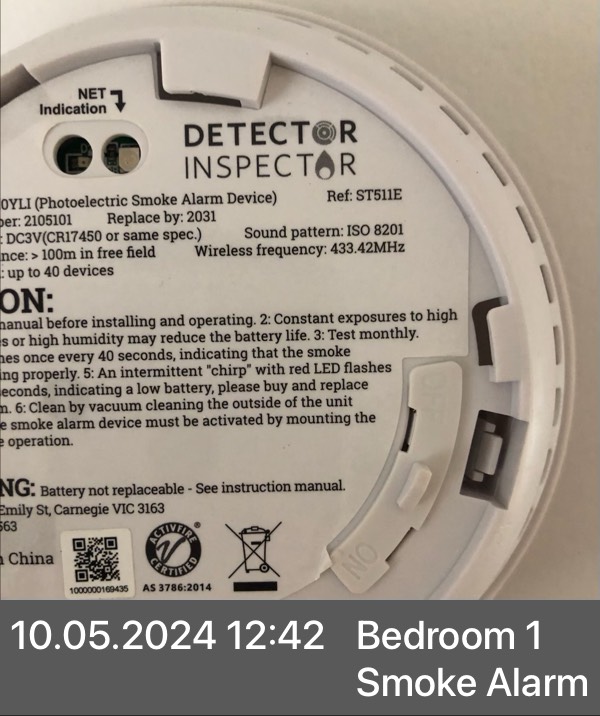 NET
Indication
DETECTOR
INSPECTOR
0YLI (Photoelectric Smoke Alarm Device) Ref: ST511E
er: 2105101 Replace by: 2031
: DC3V(CR17450 or same spec.) Sound pattern: ISO 8201
nce: > 100m in free field Wireless frequency: 433.42MHz
: up to 40 devices
ON:
nanual before installing and operating. 2: Constant exposures to high
s or high humidity may reduce the battery life. 3: Test monthly.
nes once every 40 seconds, indicating that the smoke
ng properly. 5: An intermittent "chirp" with red LED flashes
econds, indicating a low battery, please buy and replace
n. 6: Clean by vacuum cleaning the outside of the unit
e smoke alarm device must be activated by mounting the
e operation.
NG: Battery not replaceable - See instruction manual.
Emily St, Carnegie VIC 3163
563
n China
1000000169435
ACTIVFIRE®
CERTIFIED
AS 3786:2014
NO
10.05.2024 12:42 Bedroom 1
Smoke Alarm